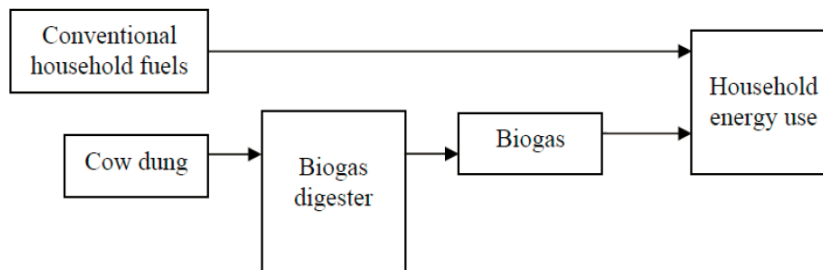 Conventional
household fuels
Household
energy use
Cow dung
Biogas
digester
Biogas